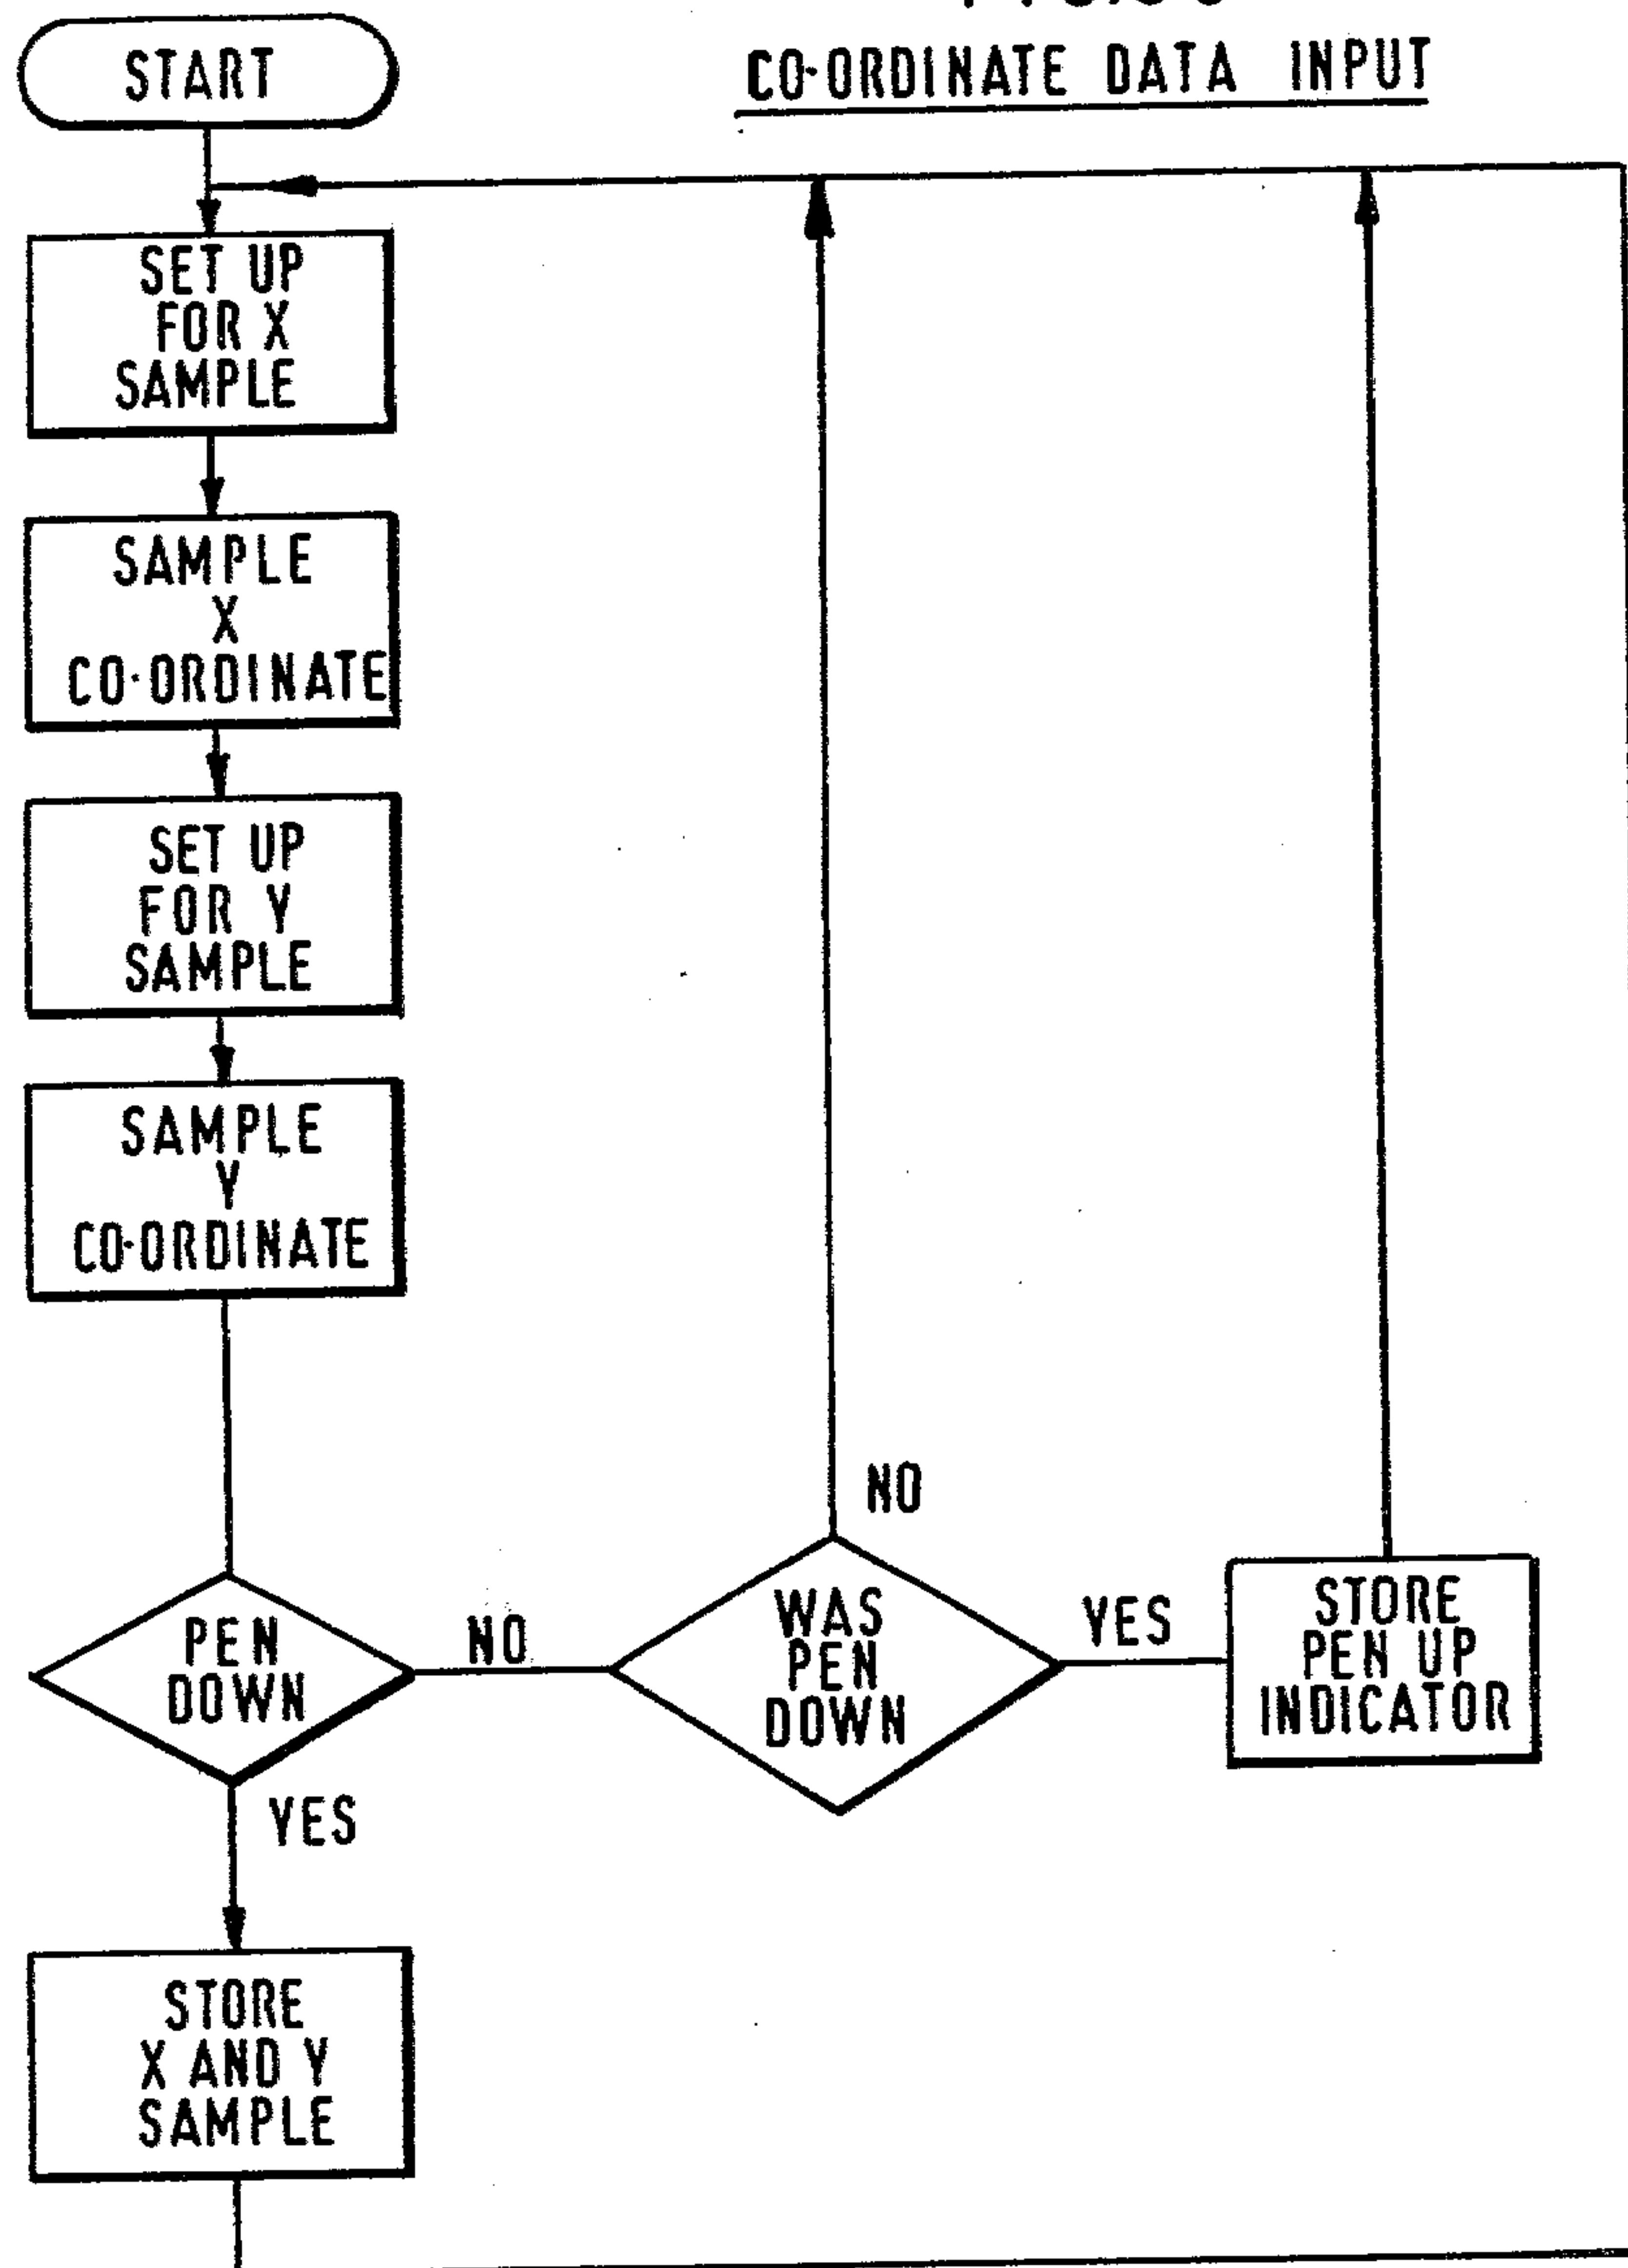 CO-ORDINATE DATA INPUT
START
SET UP
FOR X
SAMPLE
SAMPLE
X
CO-ORDINATE
SET UP
FOR Y
SAMPLE
SAMPLE
Y
CO-ORDINATE
PEN
DOWN
NO
WAS
PEN
DOWN
NO
YES
STORE
PEN UP
INDICATOR
YES
STORE
X AND Y
SAMPLE